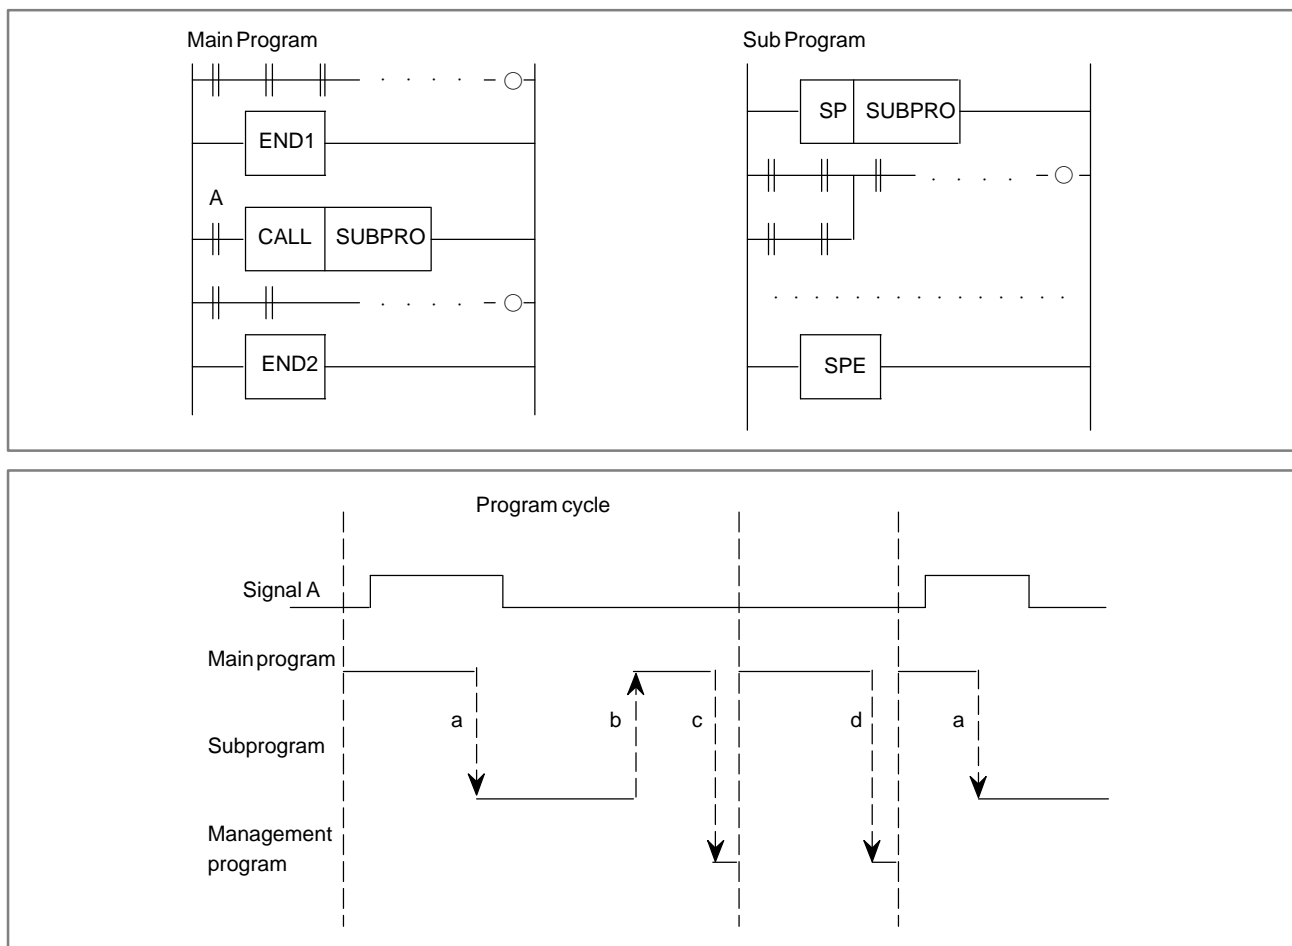 Main Program
END1
A
CALL SUBPRO
END2
Sub Program
SP SUBPRO
SPE
Program cycle
Signal A
Main program
a b c d a
Subprogram
Management
program